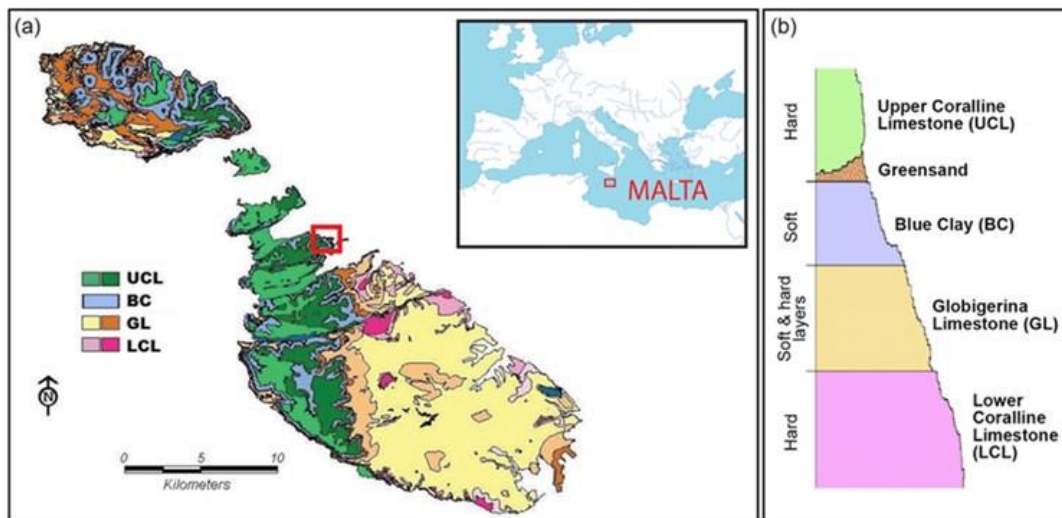 (a)
MALTA
UCL
BC
GL
LCL
N
0 5 10
Kilometers
(b)
Hard
Upper Coralline
Limestone (UCL)
Greensand
Soft
Blue Clay (BC)
Soft & hard
layers
Globigerina
Limestone (GL)
Hard
Lower
Coralline
Limestone
(LCL)